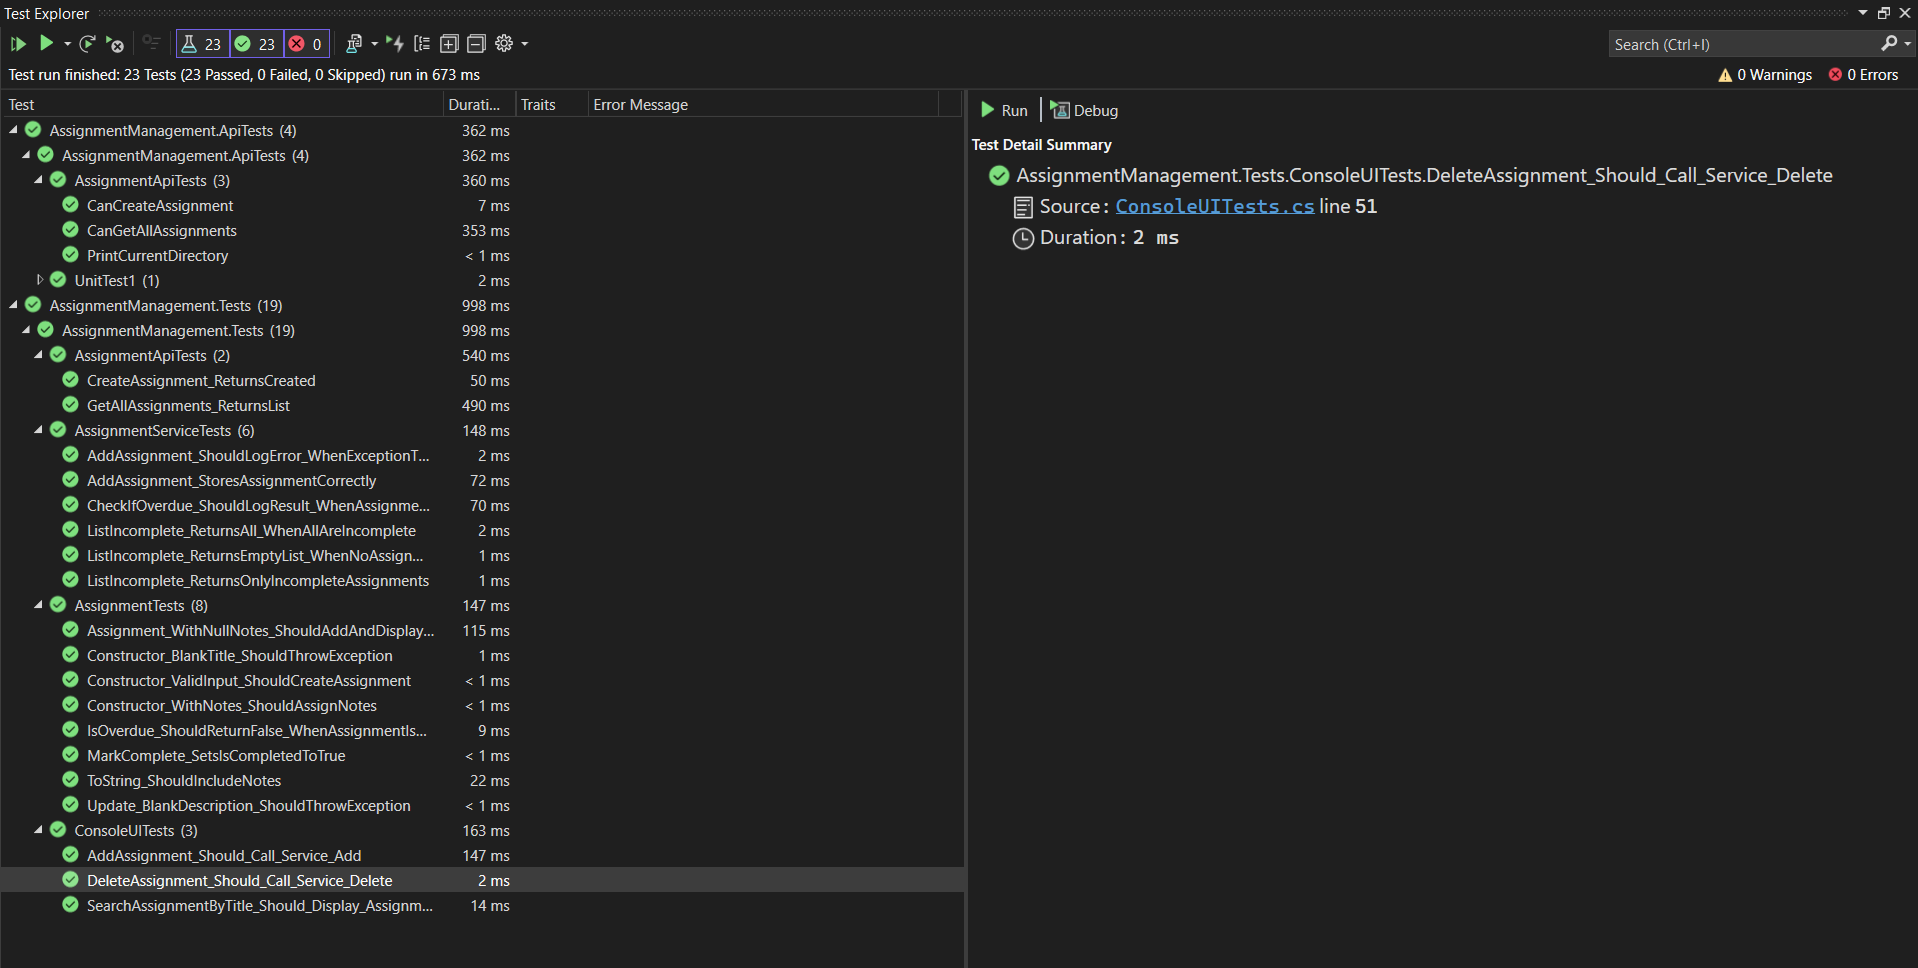 Test Explorer
23 23 0
Search (Ctrl+I)
Test run finished: 23 Tests (23 Passed, 0 Failed, 0 Skipped) run in 673 ms
0 Warnings 0 Errors
Test Durati... Traits Error Message
AssignmentManagement.ApiTests (4) 362 ms
AssignmentManagement.ApiTests (4) 362 ms
AssignmentApiTests (3) 360 ms
CanCreateAssignment 7 ms
CanGetAllAssignments 353 ms
PrintCurrentDirectory < 1 ms
UnitTest1 (1) 2 ms
AssignmentManagement.Tests (19) 998 ms
AssignmentManagement.Tests (19) 998 ms
AssignmentApiTests (2) 540 ms
CreateAssignment_ReturnsCreated 50 ms
GetAllAssignments_ReturnsList 490 ms
AssignmentServiceTests (6) 148 ms
AddAssignment_ShouldLogError_WhenExceptionT... 2 ms
AddAssignment_StoresAssignmentCorrectly 72 ms
CheckIfOverdue_ShouldLogResult_WhenAssignme... 70 ms
ListIncomplete_ReturnsAll_WhenAllAreIncomplete 2 ms
ListIncomplete_ReturnsEmptyList_WhenNoAssign... 1 ms
ListIncomplete_ReturnsOnlyIncompleteAssignments 1 ms
AssignmentTests (8) 147 ms
Assignment_WithNullNotes_ShouldAddAndDisplay... 115 ms
Constructor_BlankTitle_ShouldThrowException 1 ms
Constructor_ValidInput_ShouldCreateAssignment < 1 ms
Constructor_WithNotes_ShouldAssignNotes < 1 ms
IsOverdue_ShouldReturnFalse_WhenAssignmentIs... 9 ms
MarkComplete_SetsIsCompletedToTrue < 1 ms
ToString_ShouldIncludeNotes 22 ms
Update_BlankDescription_ShouldThrowException < 1 ms
ConsoleUITests (3) 163 ms
AddAssignment_Should_Call_Service_Add 147 ms
DeleteAssignment_Should_Call_Service_Delete 2 ms
SearchAssignmentByTitle_Should_Display_Assignm... 14 ms
Run Debug
Test Detail Summary
AssignmentManagement.Tests.ConsoleUITests.DeleteAssignment_Should_Call_Service_Delete
Source: ConsoleUITests.cs line 51
Duration: 2 ms